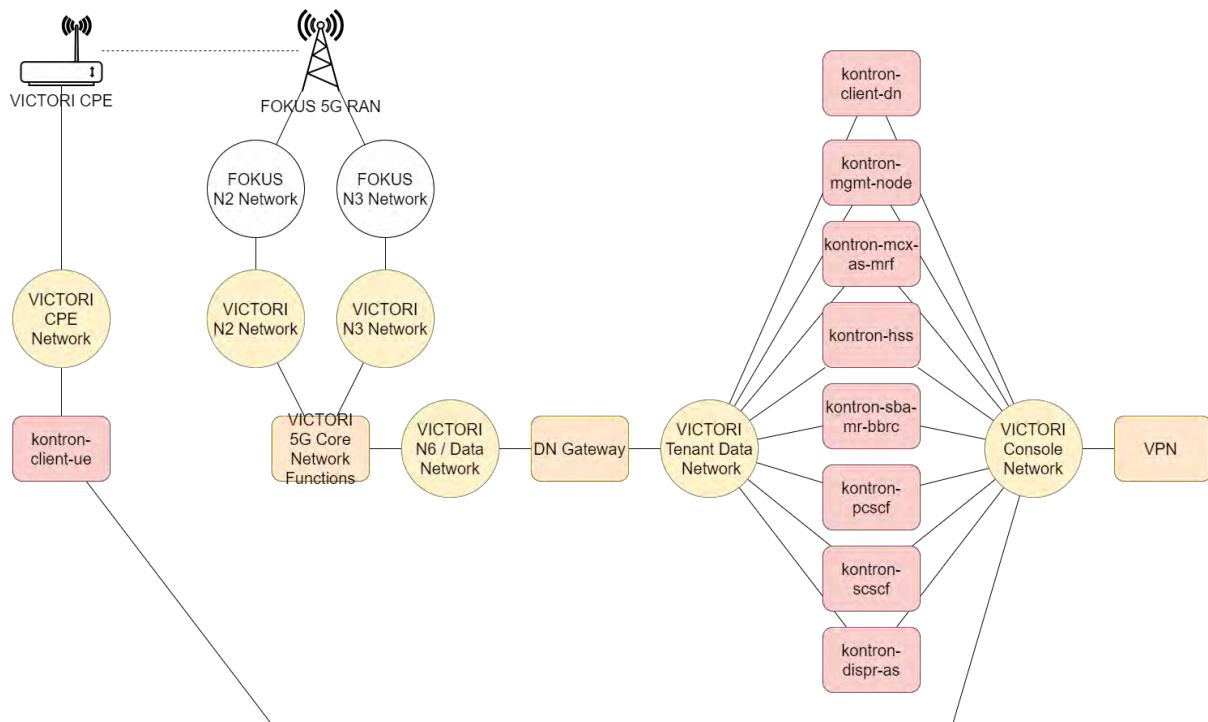 VICTORI CPE
FOKUS 5G RAN
FOKUS
N2 Network
FOKUS
N3 Network
VICTORI
CPE
Network
VICTORI
N2 Network
VICTORI
N3 Network
kontron-
client-ue
VICTORI
5G Core
Network
Functions
VICTORI
N6 / Data
Network
DN Gateway
VICTORI
Tenant Data
Network
kontron-
client-dn
kontron-
mgmt-node
kontron-mcx-
as-mrf
kontron-hss
kontron-sba-
mr-bbrc
kontron-
pcscf
kontron-
scscf
kontron-
dispr-as
VICTORI
Console
Network
VPN